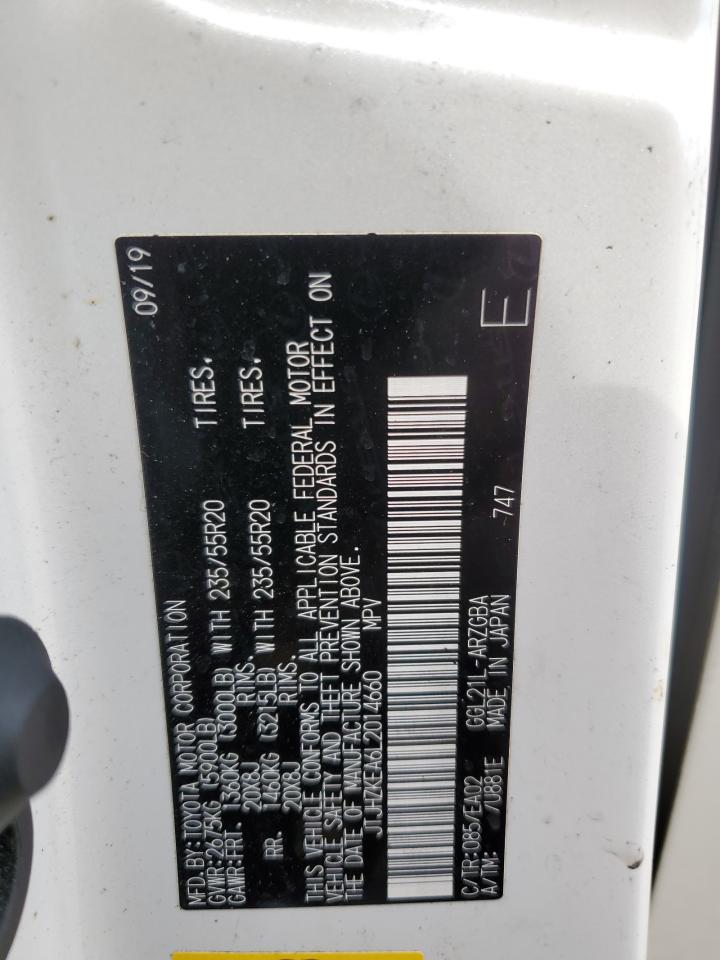 MFD.BY:TOYOTA MOTOR CORPORATION 09/19
GVWR:2675KG (5900LB)
GAWR:FRT. 1360KG (3000LB) WITH 235/55R20 TIRES.
20X8J RIMS.
RR. 1460KG (3215LB) WITH 235/55R20 TIRES.
20X8J RIMS.
THIS VEHICLE CONFORMS TO ALL APPLICABLE FEDERAL MOTOR
VEHICLE SAFETY AND THEFT PREVENTION STANDARDS IN EFFECT ON
THE DATE OF MANUFACTURE SHOWN ABOVE.
MPV
C/TR:085/EA02 GGL21L-ARZGBA
A/TM: /U881E MADE IN JAPAN 747 E